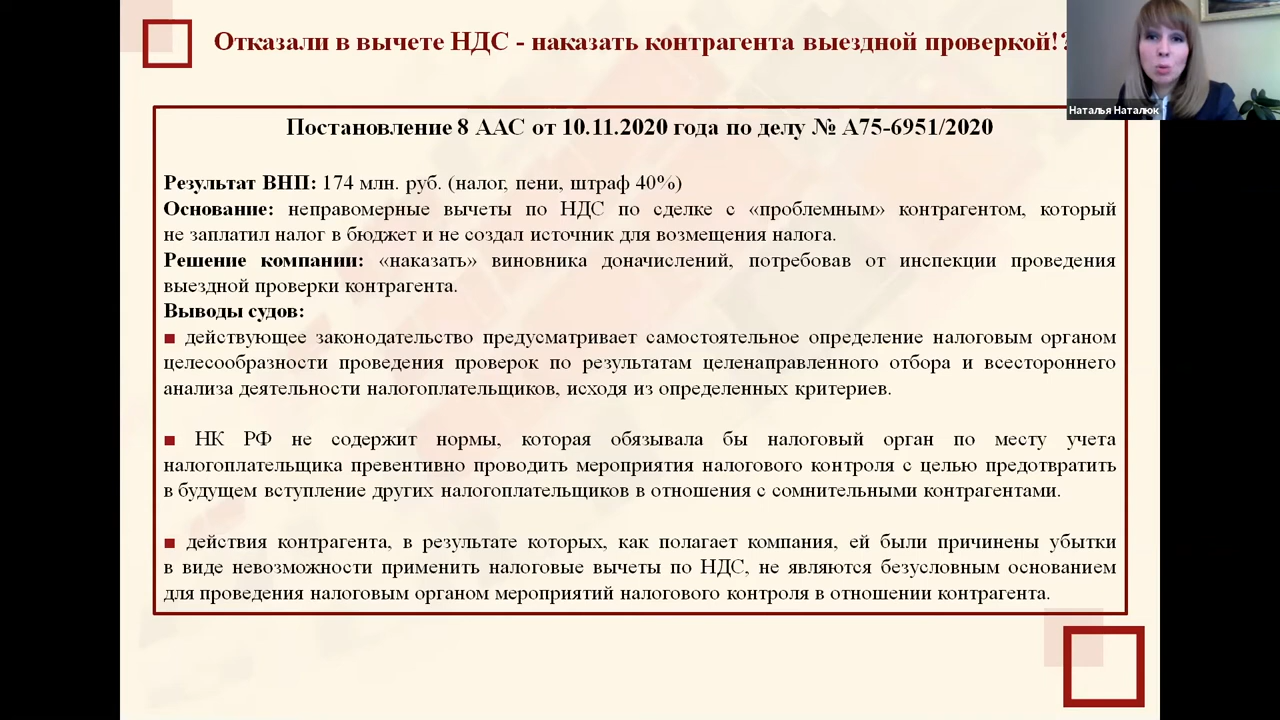 Отказали в вычете НДС - наказать контрагента выездной проверкой!?
Наталья Наталюк
Постановление 8 ААС от 10.11.2020 года по делу № А75-6951/2020
Результат ВНП: 174 млн. руб. (налог, пени, штраф 40%)
Основание: неправомерные вычеты по НДС по сделке с «проблемным» контрагентом, который
не заплатил налог в бюджет и не создал источник для возмещения налога.
Решение компании: «наказать» виновника доначислений, потребовав от инспекции проведения
выездной проверки контрагента.
Выводы судов:
■ действующее законодательство предусматривает самостоятельное определение налоговым органом
целесообразности проведения проверок по результатам целенаправленного отбора и всестороннего
анализа деятельности налогоплательщиков, исходя из определенных критериев.
■ НК РФ не содержит нормы, которая обязывала бы налоговый орган по месту учета
налогоплательщика превентивно проводить мероприятия налогового контроля с целью предотвратить
в будущем вступление других налогоплательщиков в отношения с сомнительными контрагентами.
■ действия контрагента, в результате которых, как полагает компания, ей были причинены убытки
в виде невозможности применить налоговые вычеты по НДС, не являются безусловным основанием
для проведения налоговым органом мероприятий налогового контроля в отношении контрагента.